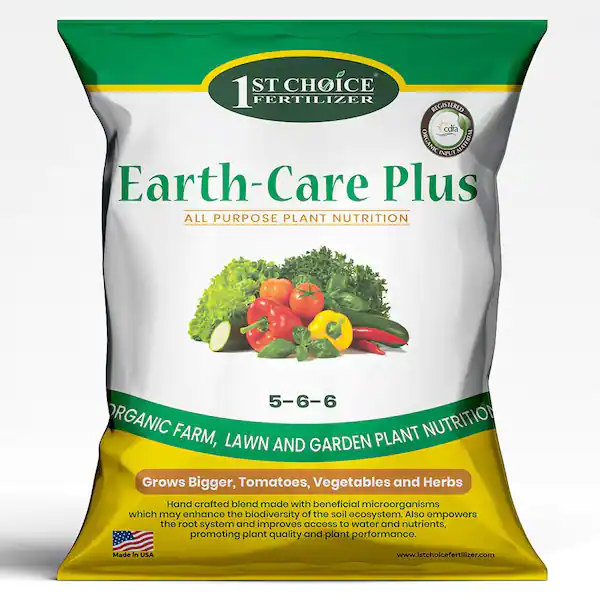 1ST CHOICE®
FERTILIZER
REGISTERED
cdfa
ORGANIC INPUT MATERIAL
Earth-Care Plus
ALL PURPOSE PLANT NUTRITION
5-6-6
ORGANIC FARM, LAWN AND GARDEN PLANT NUTRITION
Grows Bigger, Tomatoes, Vegetables and Herbs
Hand crafted blend made with beneficial microorganisms
which may enhance the biodiversity of the soil ecosystem. Also empowers
the root system and improves access to water and nutrients,
promoting plant quality and plant performance.
Made in USA
www.1stchoicefertilizer.com